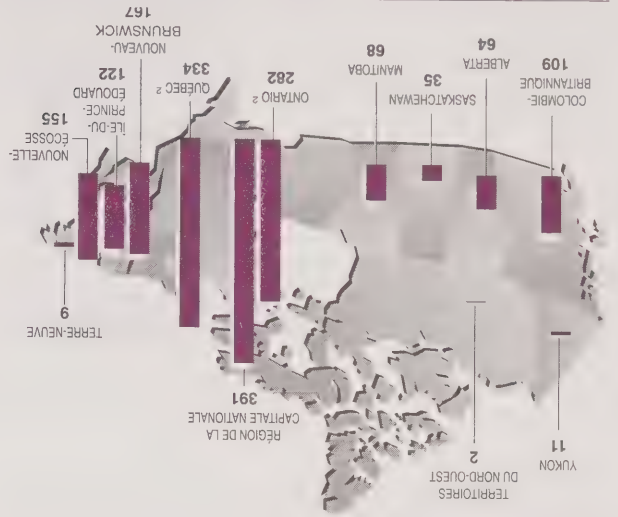 YUKON
11
TERRITOIRES
DU NORD-OUEST
2
RÉGION DE LA
CAPITALE NATIONALE
391
TERRE-NEUVE
9
COLOMBIE-
BRITANNIQUE
109
ALBERTA
64
SASKATCHEWAN
35
MANITOBA
68
ONTARIO 2
282
QUÉBEC 2
334
NOUVEAU-
BRUNSWICK
167
ÎLE-DU-
PRINCE-
ÉDOUARD
122
NOUVELLE-
ÉCOSSE
155